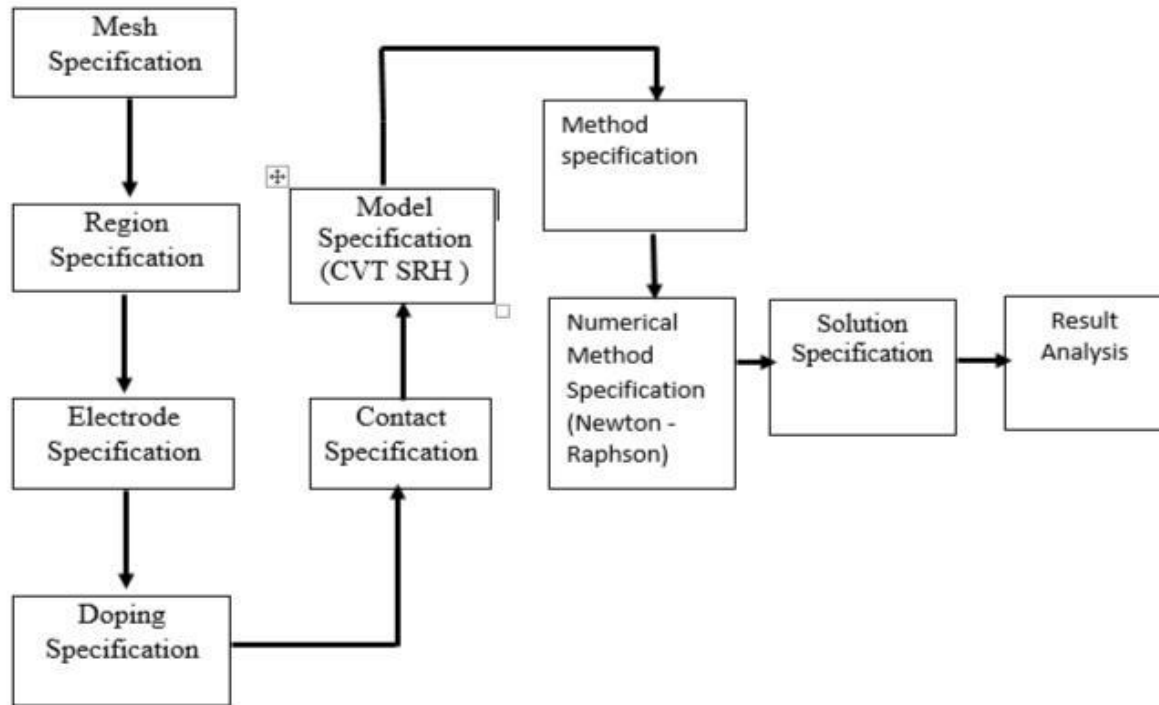 Mesh
Specification
Region
Specification
Electrode
Specification
Doping
Specification
Contact
Specification
Model
Specification
(CVT SRH )
Method
specification
Numerical
Method
Specification
(Newton -
Raphson)
Solution
Specification
Result
Analysis